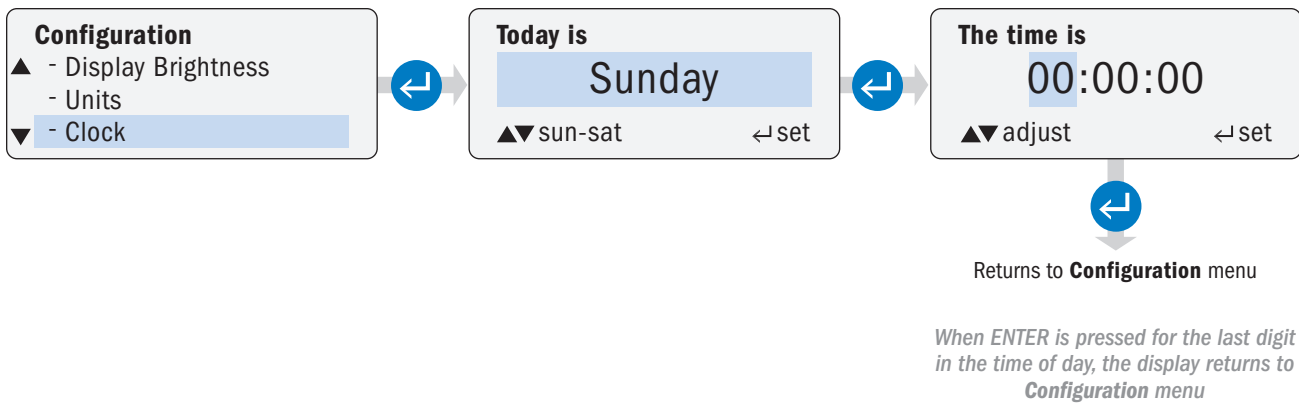 Configuration
▲ - Display Brightness
- Units
▼ - Clock
Today is
Sunday
▲▼ sun-sat ↵ set
The time is
00:00:00
▲▼ adjust ↵ set
Returns to Configuration menu
When ENTER is pressed for the last digit
in the time of day, the display returns to
Configuration menu